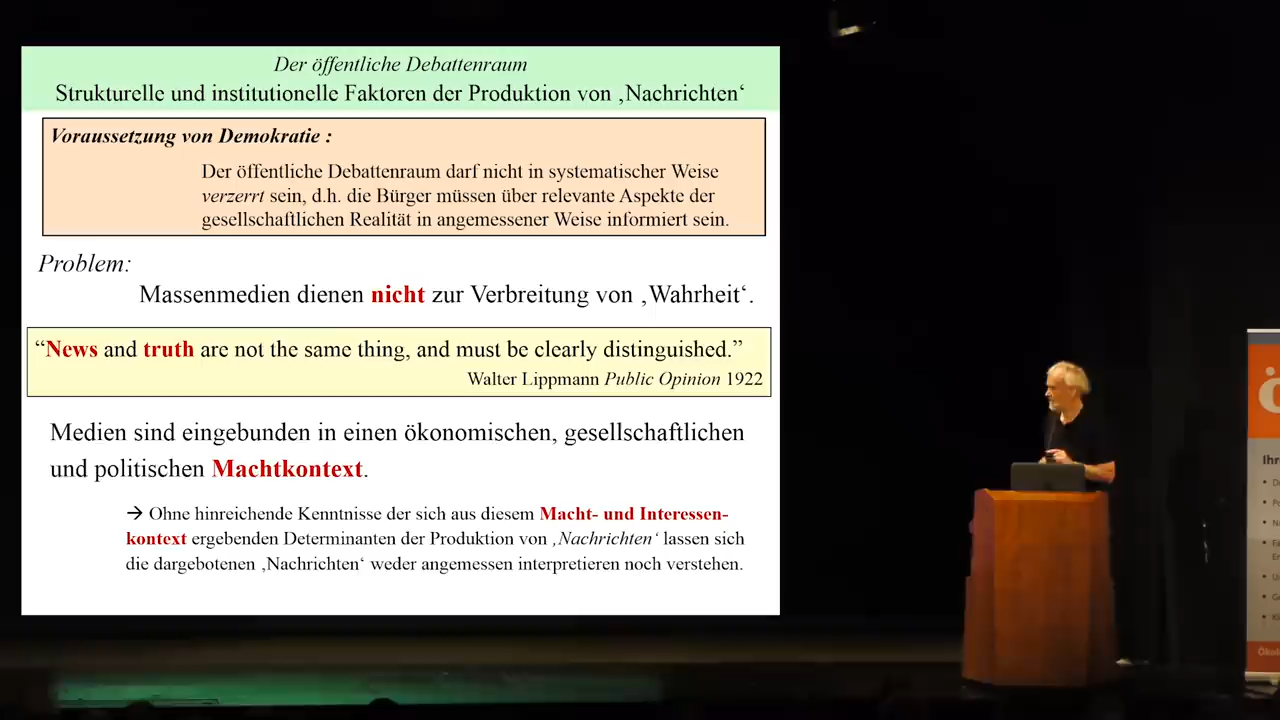 Der öffentliche Debattenraum
Strukturelle und institutionelle Faktoren der Produktion von ‚Nachrichten‘
Voraussetzung von Demokratie :
Der öffentliche Debattenraum darf nicht in systematischer Weise
verzerrt sein, d.h. die Bürger müssen über relevante Aspekte der
gesellschaftlichen Realität in angemessener Weise informiert sein.
Problem:
Massenmedien dienen nicht zur Verbreitung von ‚Wahrheit‘.
“News and truth are not the same thing, and must be clearly distinguished.”
Walter Lippmann Public Opinion 1922
Medien sind eingebunden in einen ökonomischen, gesellschaftlichen
und politischen Machtkontext.
→ Ohne hinreichende Kenntnisse der sich aus diesem Macht- und Interessen-
kontext ergebenden Determinanten der Produktion von ‚Nachrichten‘ lassen sich
die dargebotenen ‚Nachrichten‘ weder angemessen interpretieren noch verstehen.
Ö
Ihr